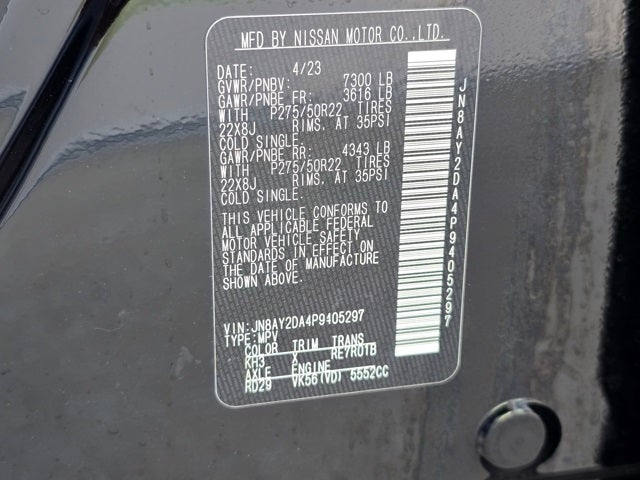 MFD BY NISSAN MOTOR CO.,LTD.
DATE: 4/23
GVWR/PNBV: 7300 LB
GAWR/PNBE FR: 3616 LB
WITH P275/50R22 TIRES
22X8J RIMS. AT 35PSI
COLD SINGLE.
GAWR/PNBE RR: 4343 LB
WITH P275/50R22 TIRES
22X8J RIMS. AT 35PSI
COLD SINGLE.
THIS VEHICLE CONFORMS TO
ALL APPLICABLE FEDERAL
MOTOR VEHICLE SAFETY
STANDARDS IN EFFECT ON
THE DATE OF MANUFACTURE
SHOWN ABOVE.
VIN: JN8AY2DA4P9405297
TYPE: MPV
COLOR TRIM TRANS
KH3 X RE7R01B
AXLE ENGINE
RD29 VK56(VD) 5552CC
JN8AY2DA4P9405297